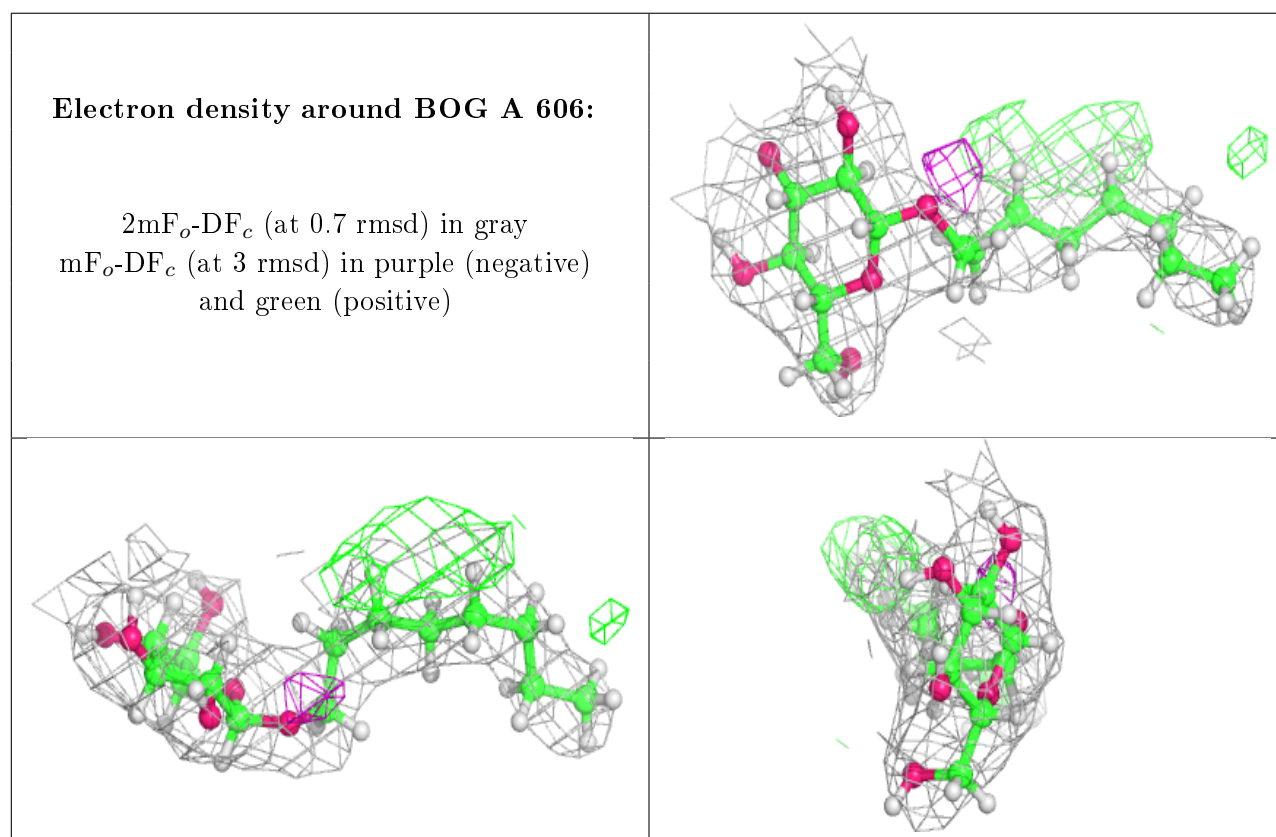 Electron density around BOG A 606:
2mFo-DFc (at 0.7 rmsd) in gray
mFo-DFc (at 3 rmsd) in purple (negative)
and green (positive)